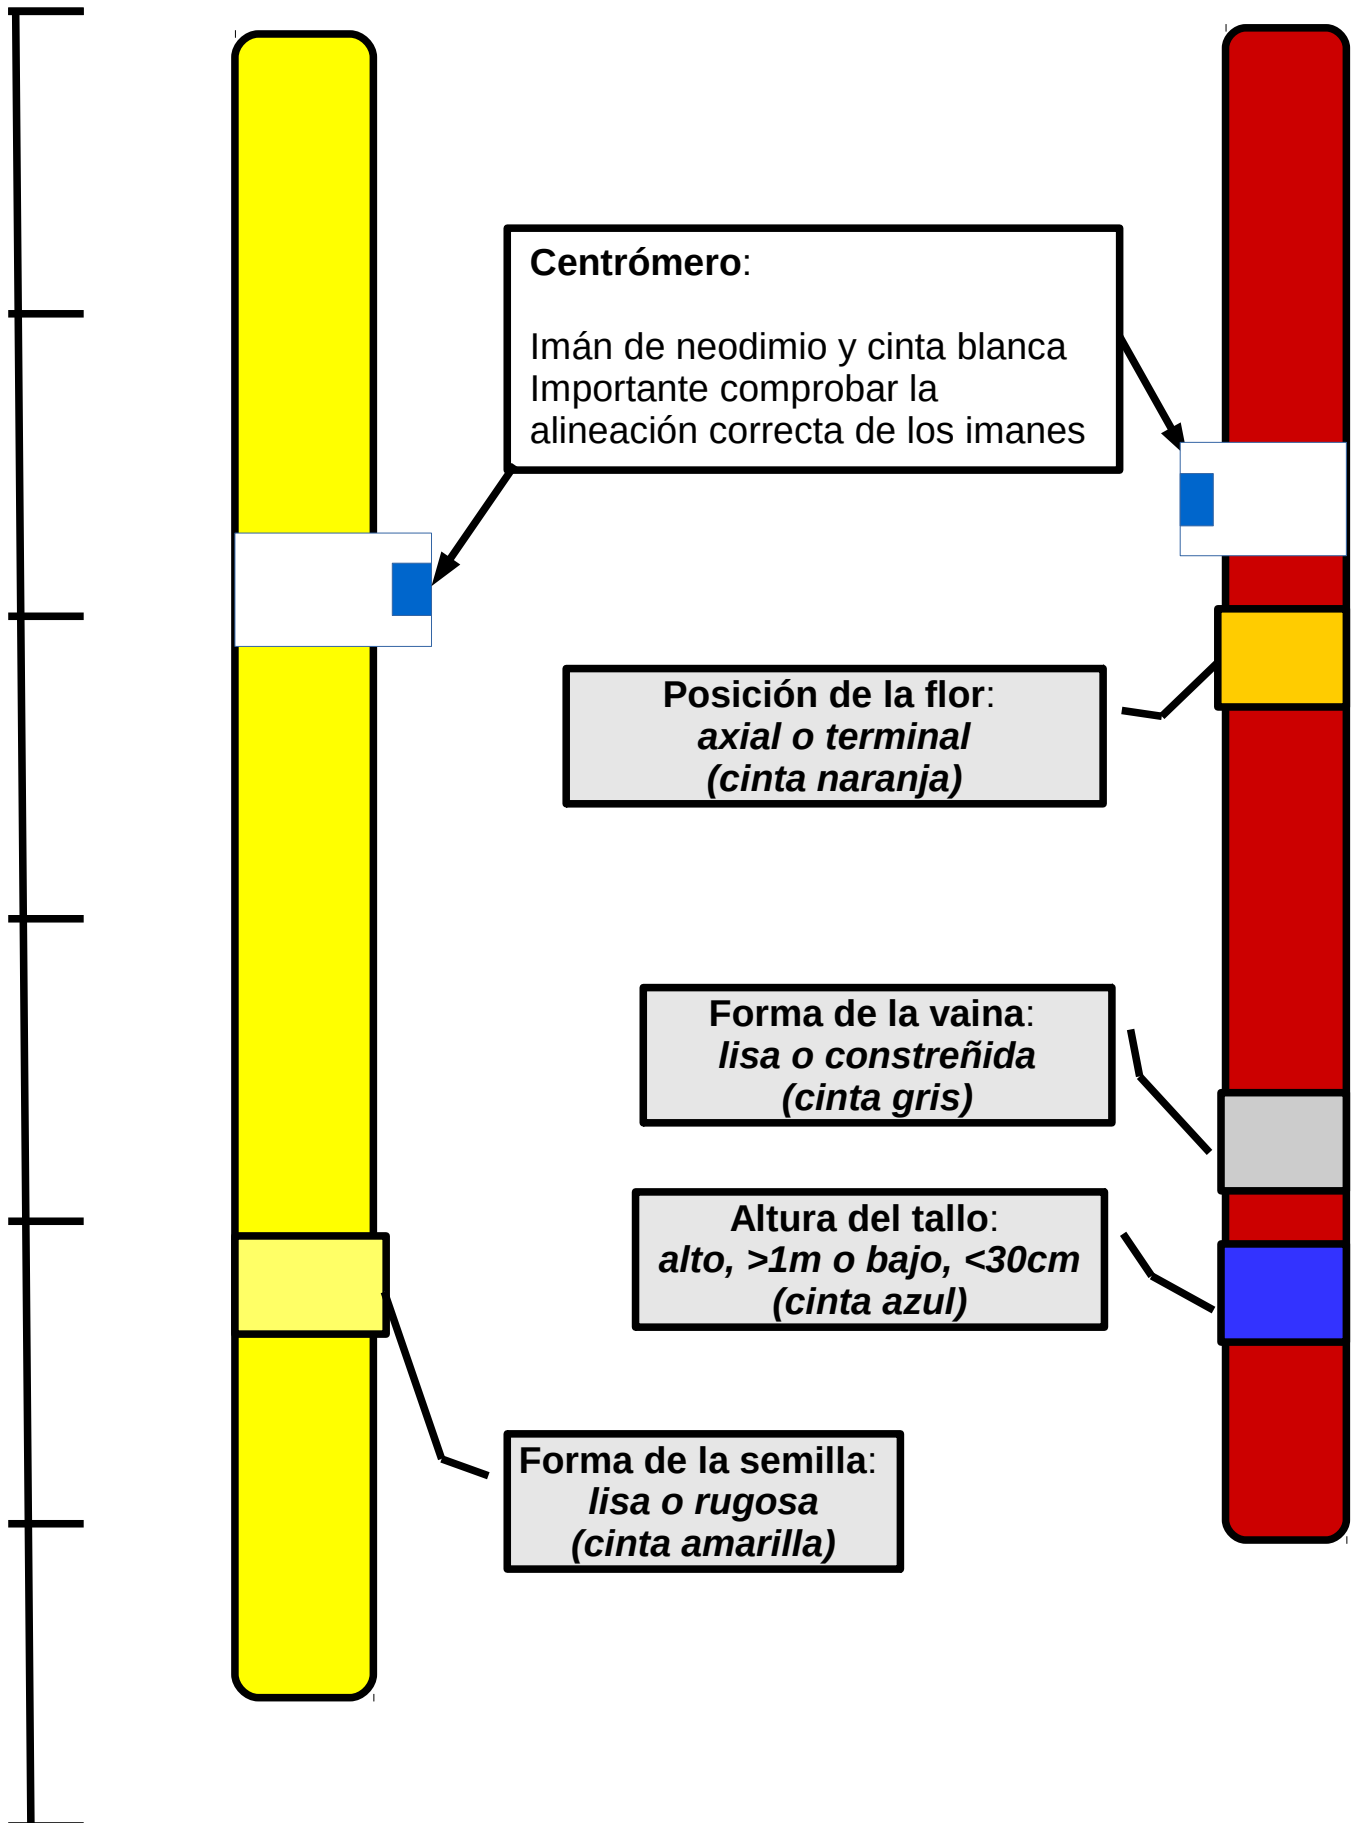 Centrómero:
Imán de neodimio y cinta blanca
Importante comprobar la
alineación correcta de los imanes
Posición de la flor:
axial o terminal
(cinta naranja)
Forma de la vaina:
lisa o constreñida
(cinta gris)
Altura del tallo:
alto, >1m o bajo, <30cm
(cinta azul)
Forma de la semilla:
lisa o rugosa
(cinta amarilla)